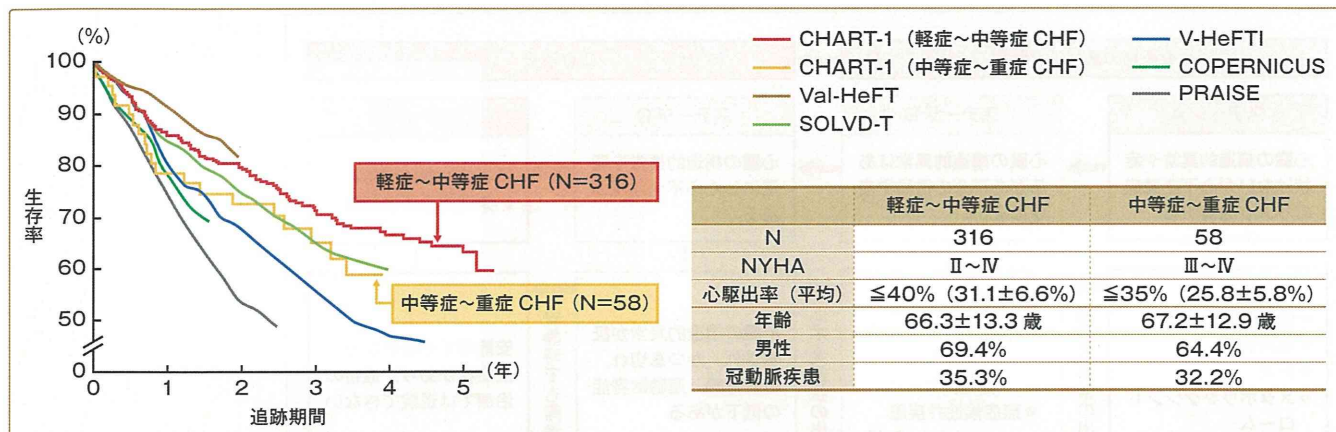 (%)
100
90
80
70
60
50
0
1
2
3
4
5
(年)
生存率
追跡期間
CHART-1（軽症～中等症 CHF）
CHART-1（中等症～重症 CHF）
Val-HeFT
SOLVD-T
V-HeFTI
COPERNICUS
PRAISE
軽症～中等症 CHF（N=316）
中等症～重症 CHF（N=58）
軽症～中等症 CHF 中等症～重症 CHF
N 316 58
NYHA Ⅱ～Ⅳ Ⅲ～Ⅳ
心駆出率（平均） ≦40%（31.1±6.6%） ≦35%（25.8±5.8%）
年齢 66.3±13.3 歳 67.2±12.9 歳
男性 69.4% 64.4%
冠動脈疾患 35.3% 32.2%